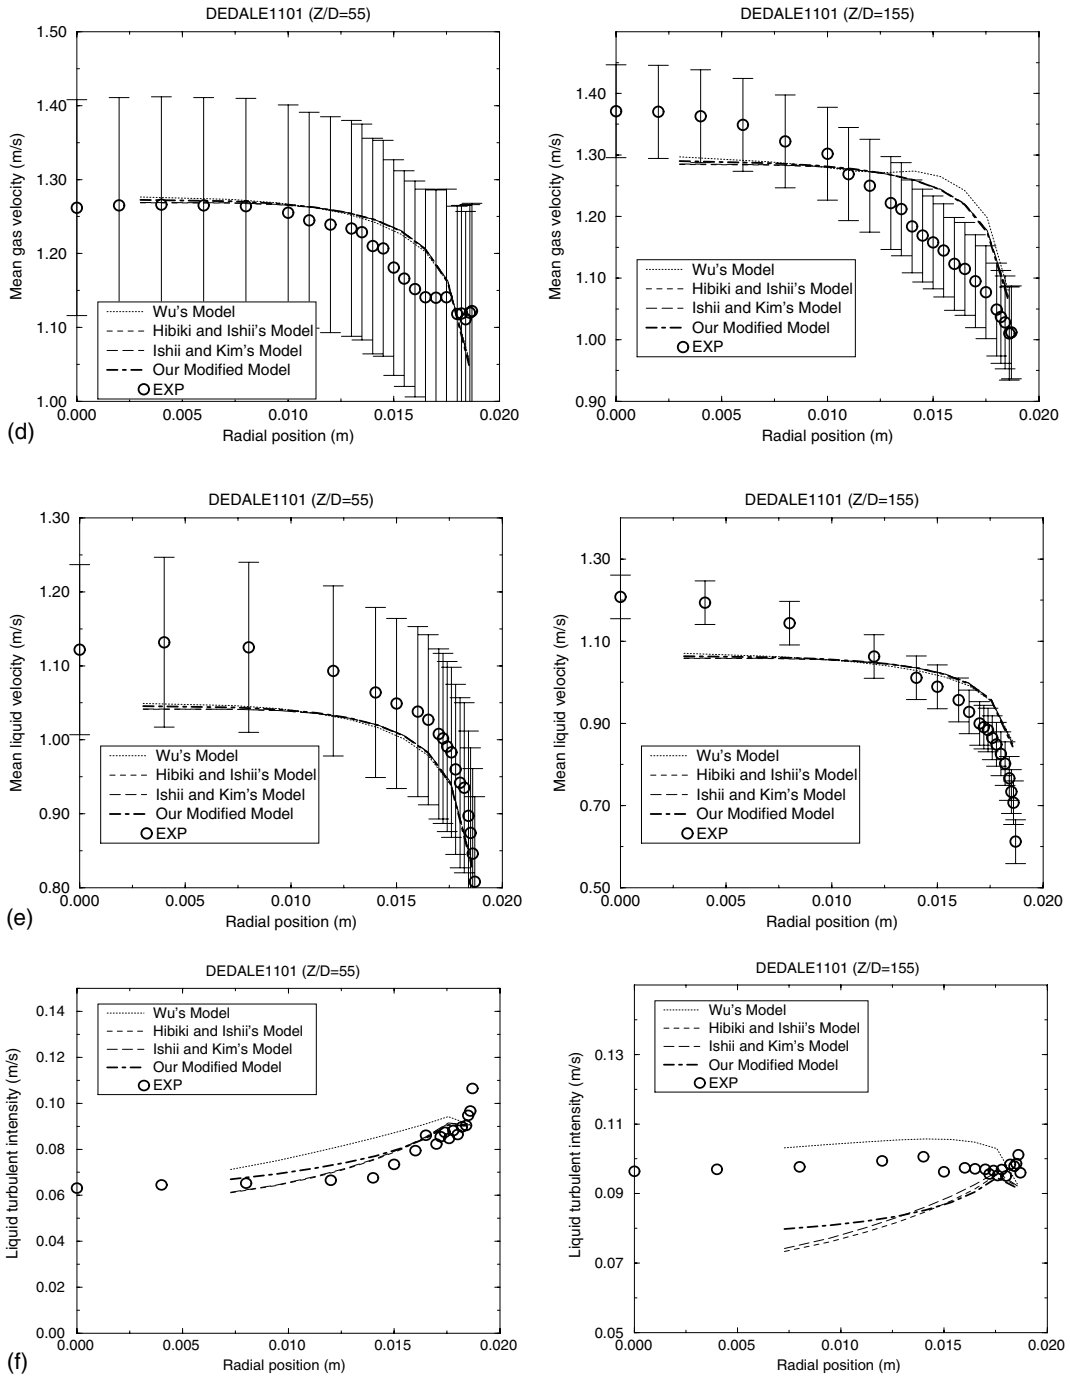 DEDALE1101 (Z/D=55)
1.50
1.40
1.30
1.20
1.10
1.00
Mean gas velocity (m/s)
Wu's Model
Hibiki and Ishii's Model
Ishii and Kim's Model
Our Modified Model
EXP
0.000 0.005 0.010 0.015 0.020
Radial position (m)
(d)
DEDALE1101 (Z/D=155)
1.40
1.30
1.20
1.10
1.00
0.90
Mean gas velocity (m/s)
Wu's Model
Hibiki and Ishii's Model
Ishii and Kim's Model
Our Modified Model
EXP
0.000 0.005 0.010 0.015 0.020
Radial position (m)
DEDALE1101 (Z/D=55)
1.30
1.20
1.10
1.00
0.90
0.80
Mean liquid velocity (m/s)
Wu's Model
Hibiki and Ishii's Model
Ishii and Kim's Model
Our Modified Model
EXP
0.000 0.005 0.010 0.015 0.020
Radial position (m)
(e)
DEDALE1101 (Z/D=155)
1.30
1.10
0.90
0.70
0.50
Mean liquid velocity (m/s)
Wu's Model
Hibiki and Ishii's Model
Ishii and Kim's Model
Our Modified Model
EXP
0.000 0.005 0.010 0.015 0.020
Radial position (m)
DEDALE1101 (Z/D=55)
0.14
0.12
0.10
0.08
0.06
0.04
0.02
0.00
Liquid turbulent intensity (m/s)
Wu's Model
Hibiki and Ishii's Model
Ishii and Kim's Model
Our Modified Model
EXP
0.000 0.005 0.010 0.015 0.020
Radial position (m)
(f)
DEDALE1101 (Z/D=155)
0.13
0.11
0.09
0.07
0.05
Liquid turbulent intensity (m/s)
Wu's Model
Hibiki and Ishii's Model
Ishii and Kim's Model
Our Modified Model
EXP
0.000 0.005 0.010 0.015 0.020
Radial position (m)